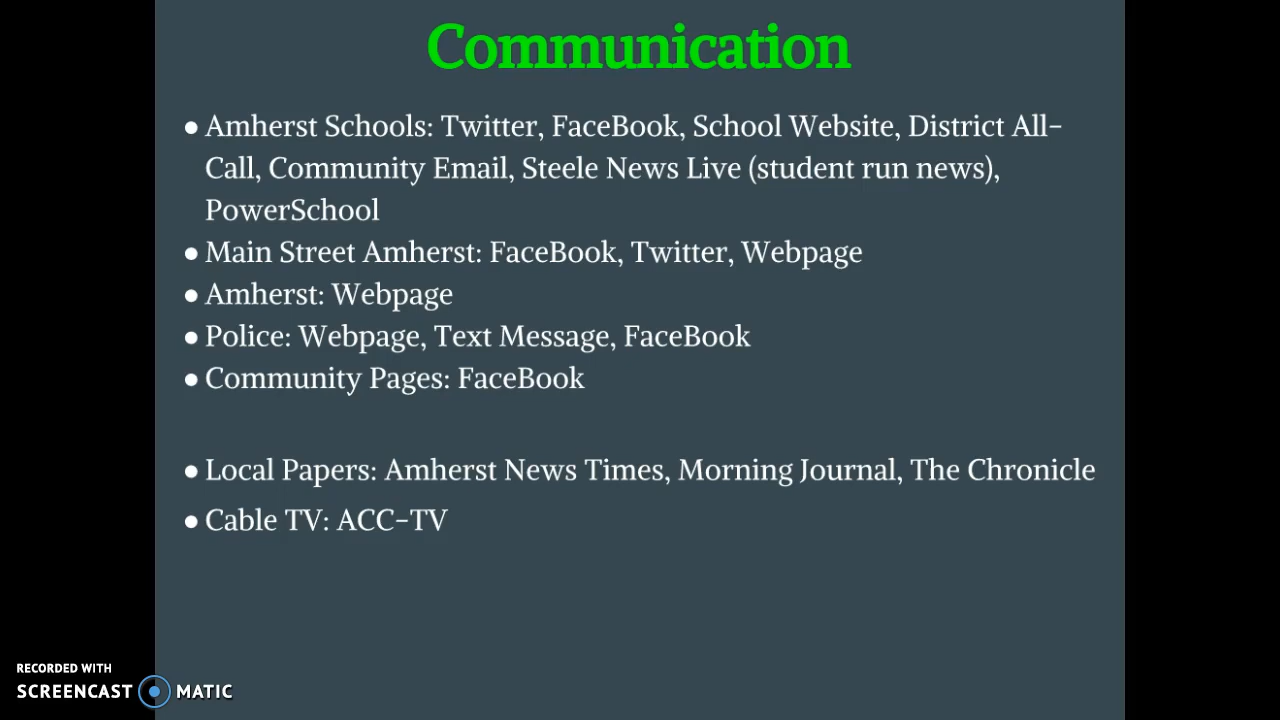 Communication
● Amherst Schools: Twitter, FaceBook, School Website, District All-
Call, Community Email, Steele News Live (student run news),
PowerSchool
● Main Street Amherst: FaceBook, Twitter, Webpage
● Amherst: Webpage
● Police: Webpage, Text Message, FaceBook
● Community Pages: FaceBook
● Local Papers: Amherst News Times, Morning Journal, The Chronicle
● Cable TV: ACC-TV
RECORDED WITH
SCREENCAST MATIC